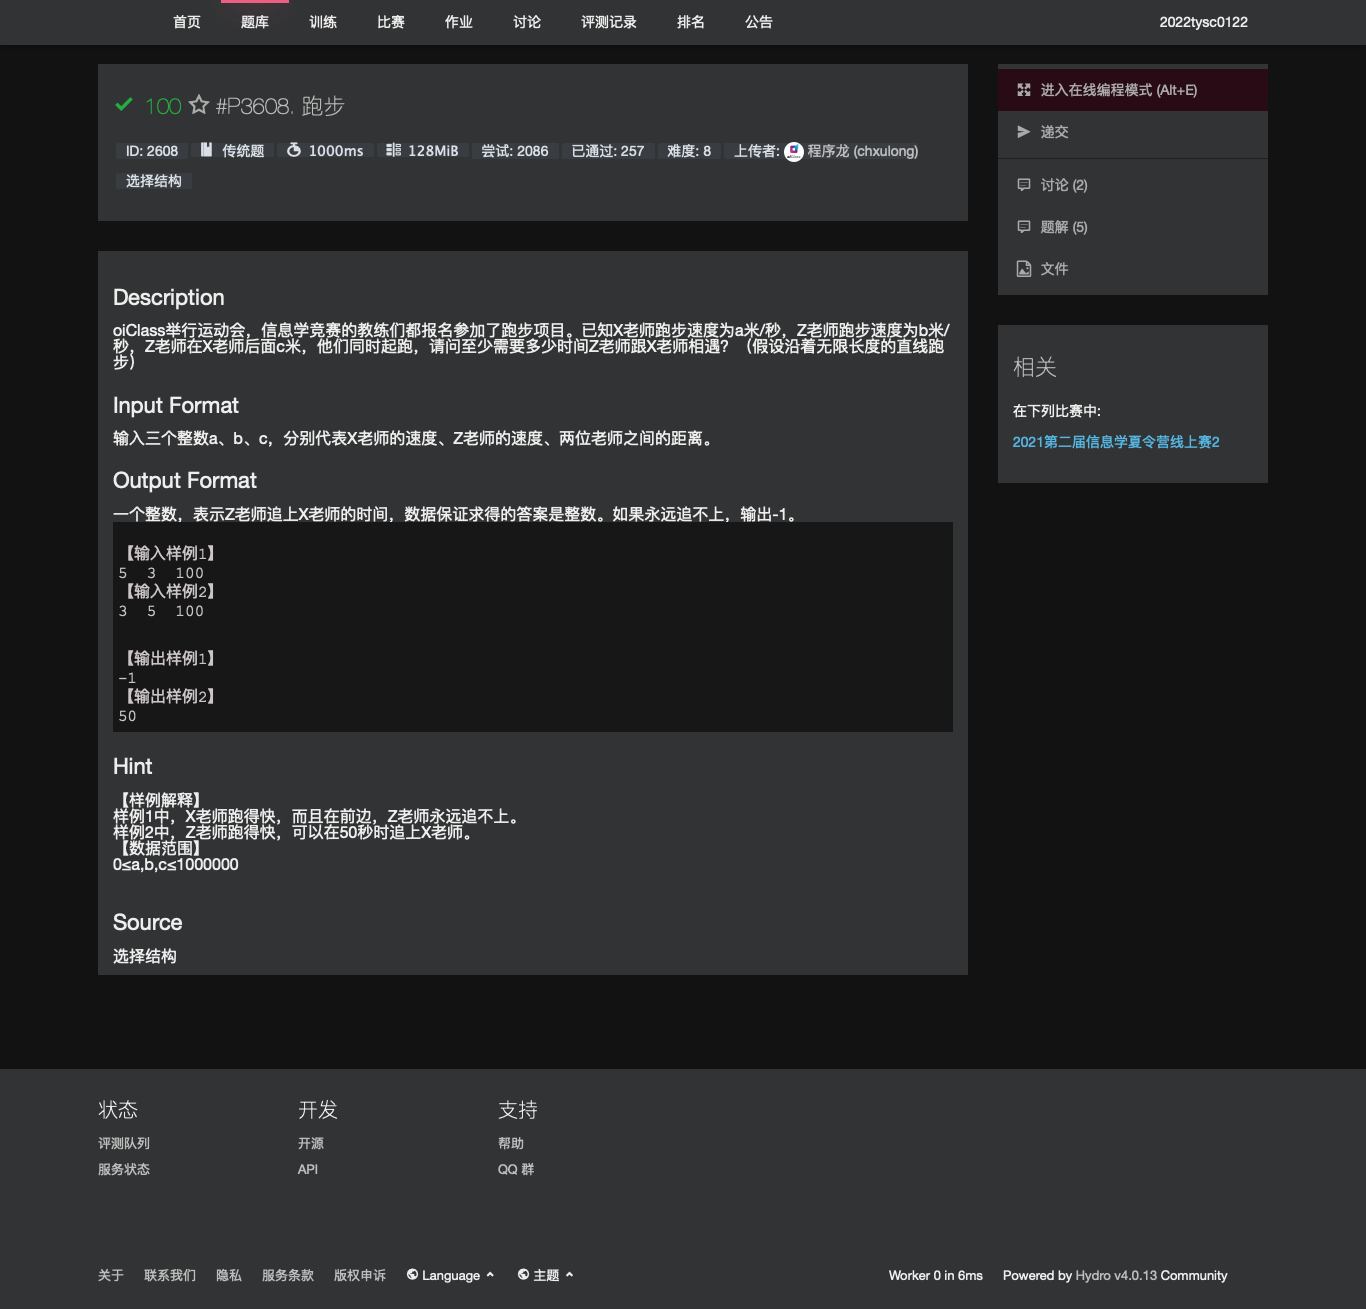 首页 题库 训练 比赛 作业 讨论 评测记录 排名 公告 2022tysc0122
100 #P3608. 跑步
ID: 2608 传统题 1000ms 128MiB 尝试: 2086 已通过: 257 难度: 8 上传者: 程序龙 (chxulong)
选择结构
Description
oiClass举行运动会，信息学竞赛的教练们都报名参加了跑步项目。已知X老师跑步速度为a米/秒，Z老师跑步速度为b米/
秒，Z老师在X老师后面c米，他们同时起跑，请问至少需要多少时间Z老师跟X老师相遇？（假设沿着无限长度的直线跑
步）
Input Format
输入三个整数a、b、c，分别代表X老师的速度、Z老师的速度、两位老师之间的距离。
Output Format
一个整数，表示Z老师追上X老师的时间，数据保证求得的答案是整数。如果永远追不上，输出-1。
【输入样例1】
5 3 100
【输入样例2】
3 5 100
【输出样例1】
-1
【输出样例2】
50
Hint
【样例解释】
样例1中，X老师跑得快，而且在前边，Z老师永远追不上。
样例2中，Z老师跑得快，可以在50秒时追上X老师。
【数据范围】
0≤a,b,c≤1000000
Source
选择结构
进入在线编程模式 (Alt+E)
递交
讨论 (2)
题解 (5)
文件
相关
在下列比赛中:
2021第二届信息学夏令营线上赛2
状态 开发 支持
评测队列 开源 帮助
服务状态 API QQ 群
关于 联系我们 隐私 服务条款 版权申诉 Language 主题 Worker 0 in 6ms Powered by Hydro v4.0.13 Community